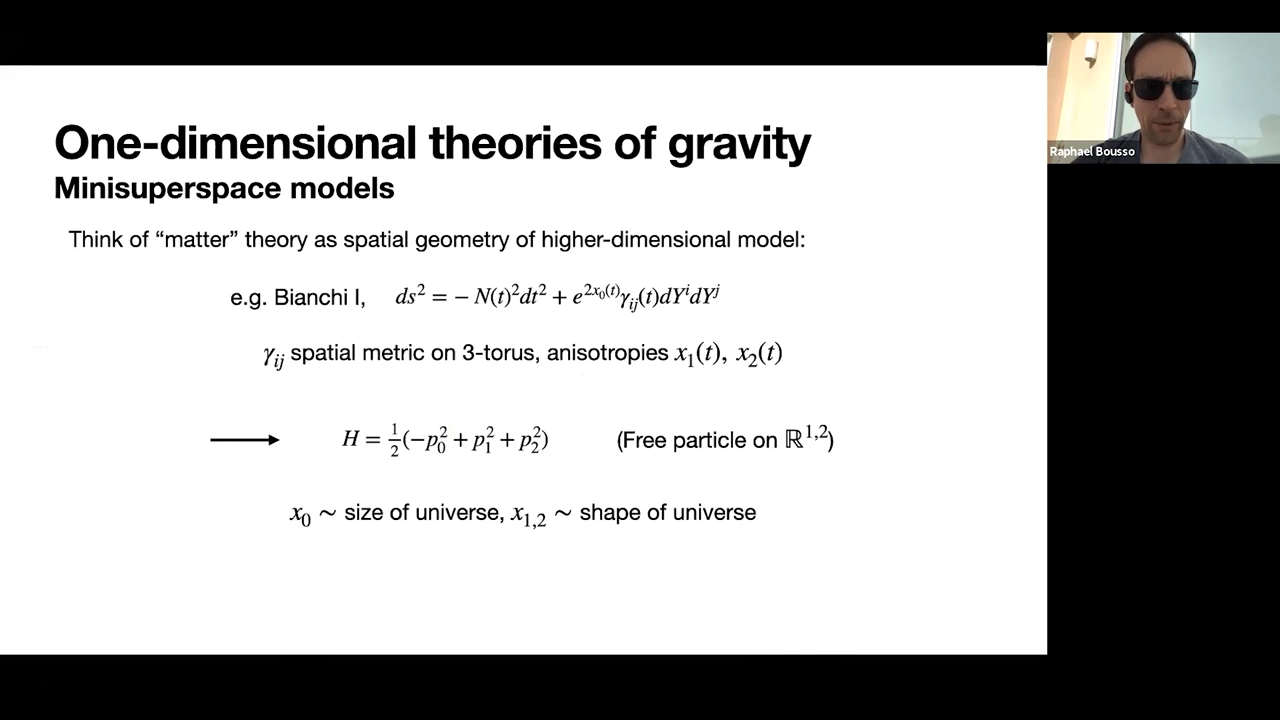 One-dimensional theories of gravity
Minisuperspace models
Think of “matter” theory as spatial geometry of higher-dimensional model:
e.g. Bianchi I, ds² = − N(t)²dt² + e^{2x₀(t)}γᵢⱼ(t)dYⁱdYʲ
γᵢⱼ spatial metric on 3-torus, anisotropies x₁(t), x₂(t)
⟶ H = ½(−p₀² + p₁² + p₂²) (Free particle on ℝ^{1,2})
x₀ ~ size of universe, x₁,₂ ~ shape of universe
Raphael Bousso